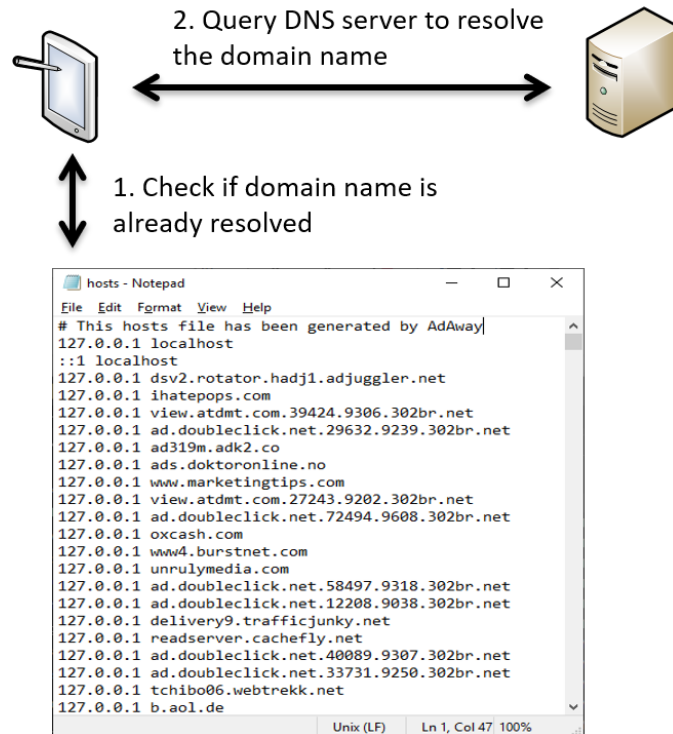 2. Query DNS server to resolve
the domain name
1. Check if domain name is
already resolved
hosts - Notepad
File Edit Format View Help
# This hosts file has been generated by AdAway
127.0.0.1 localhost
::1 localhost
127.0.0.1 dsv2.rotator.hadj1.adjuggler.net
127.0.0.1 ihatepops.com
127.0.0.1 view.atdmt.com.39424.9306.302br.net
127.0.0.1 ad.doubleclick.net.29632.9239.302br.net
127.0.0.1 ad319m.adk2.co
127.0.0.1 ads.doktoronline.no
127.0.0.1 www.marketingtips.com
127.0.0.1 view.atdmt.com.27243.9202.302br.net
127.0.0.1 ad.doubleclick.net.72494.9608.302br.net
127.0.0.1 oxcash.com
127.0.0.1 www4.burstnet.com
127.0.0.1 unrulymedia.com
127.0.0.1 ad.doubleclick.net.58497.9318.302br.net
127.0.0.1 ad.doubleclick.net.12208.9038.302br.net
127.0.0.1 delivery9.trafficjunky.net
127.0.0.1 readserver.cachefly.net
127.0.0.1 ad.doubleclick.net.40089.9307.302br.net
127.0.0.1 ad.doubleclick.net.33731.9250.302br.net
127.0.0.1 tchibo06.webtrekk.net
127.0.0.1 b.aol.de
Unix (LF) Ln 1, Col 47 100%